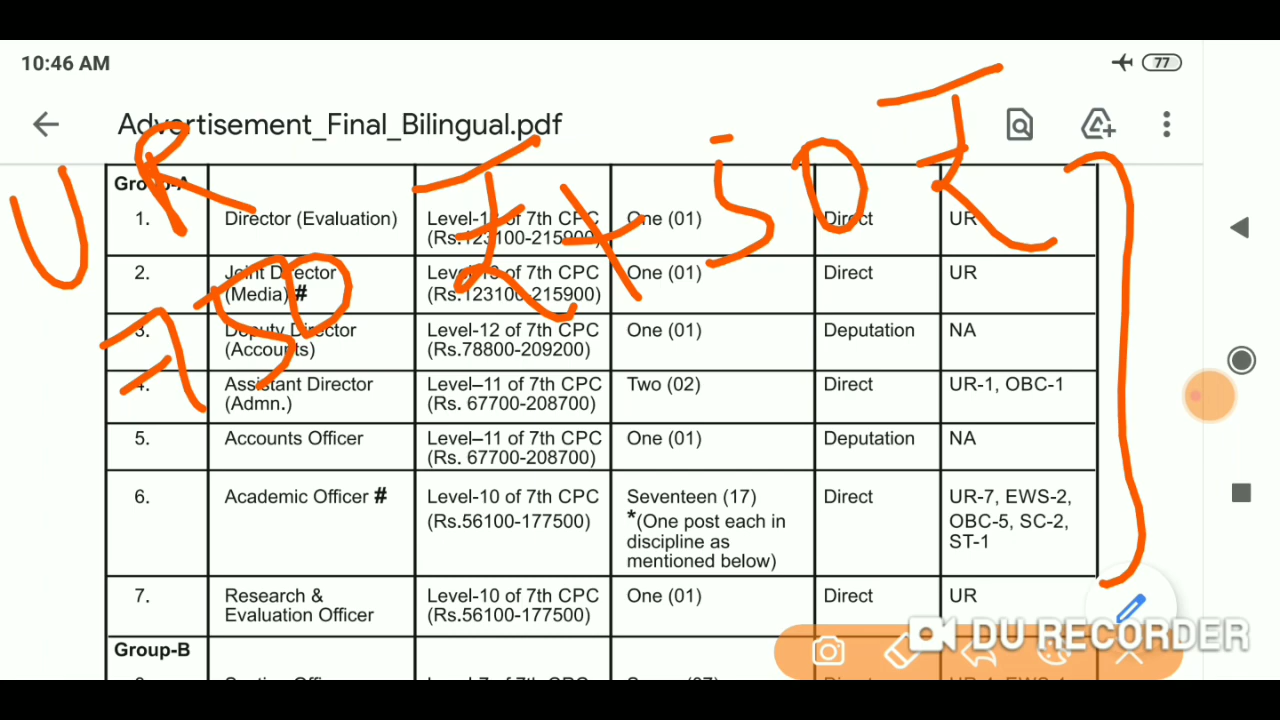 10:46 AM
77
Advertisement_Final_Bilingual.pdf
UR
750
Group-A
1. Director (Evaluation) Level-13 of 7th CPC (Rs.123100-215900) One (01) Direct UR
2. Joint Director (Media) # Level-13 of 7th CPC (Rs.123100-215900) One (01) Direct UR
3. Deputy Director (Accounts) Level-12 of 7th CPC (Rs.78800-209200) One (01) Deputation NA
4. Assistant Director (Admn.) Level–11 of 7th CPC (Rs. 67700-208700) Two (02) Direct UR-1, OBC-1
5. Accounts Officer Level–11 of 7th CPC (Rs. 67700-208700) One (01) Deputation NA
6. Academic Officer # Level-10 of 7th CPC (Rs.56100-177500) Seventeen (17) *(One post each in discipline as mentioned below) Direct UR-7, EWS-2, OBC-5, SC-2, ST-1
7. Research & Evaluation Officer Level-10 of 7th CPC (Rs.56100-177500) One (01) Direct UR
Group-B
DU RECORDER